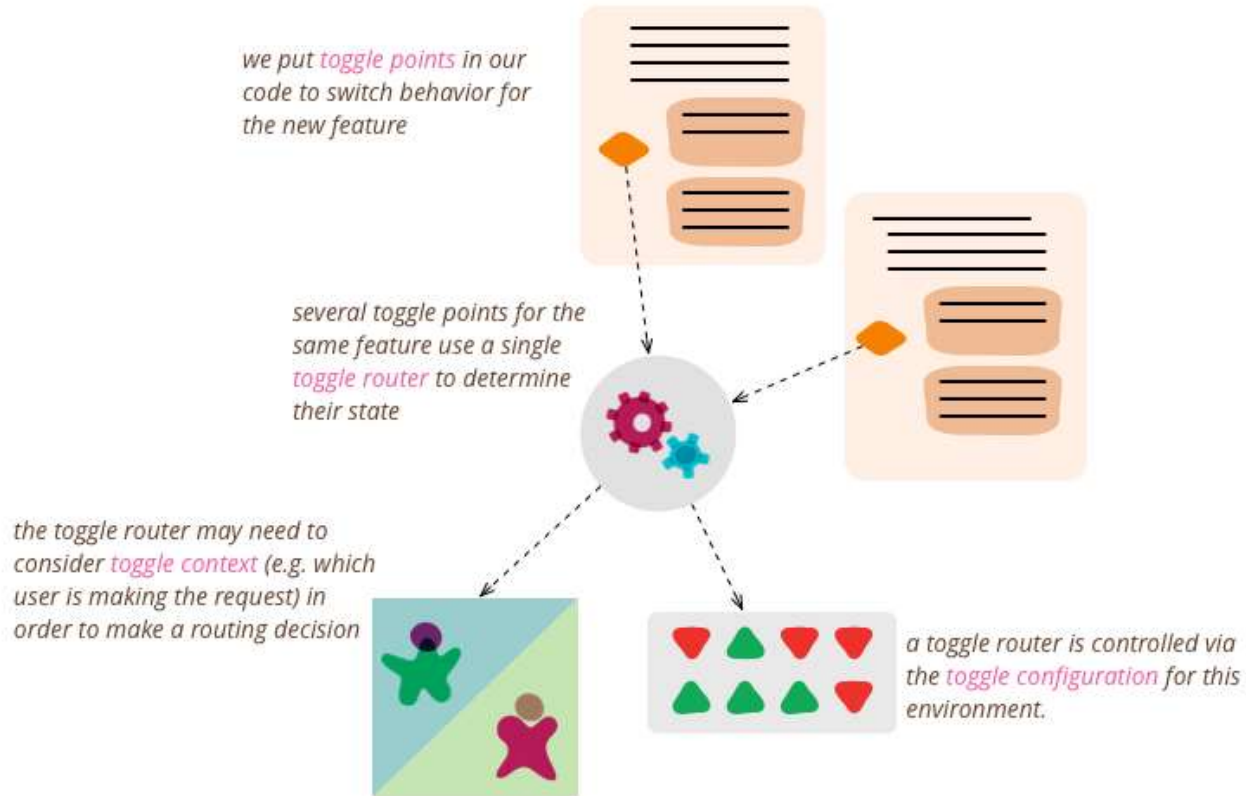 we put toggle points in our
code to switch behavior for
the new feature
several toggle points for the
same feature use a single
toggle router to determine
their state
the toggle router may need to
consider toggle context (e.g. which
user is making the request) in
order to make a routing decision
a toggle router is controlled via
the toggle configuration for this
environment.